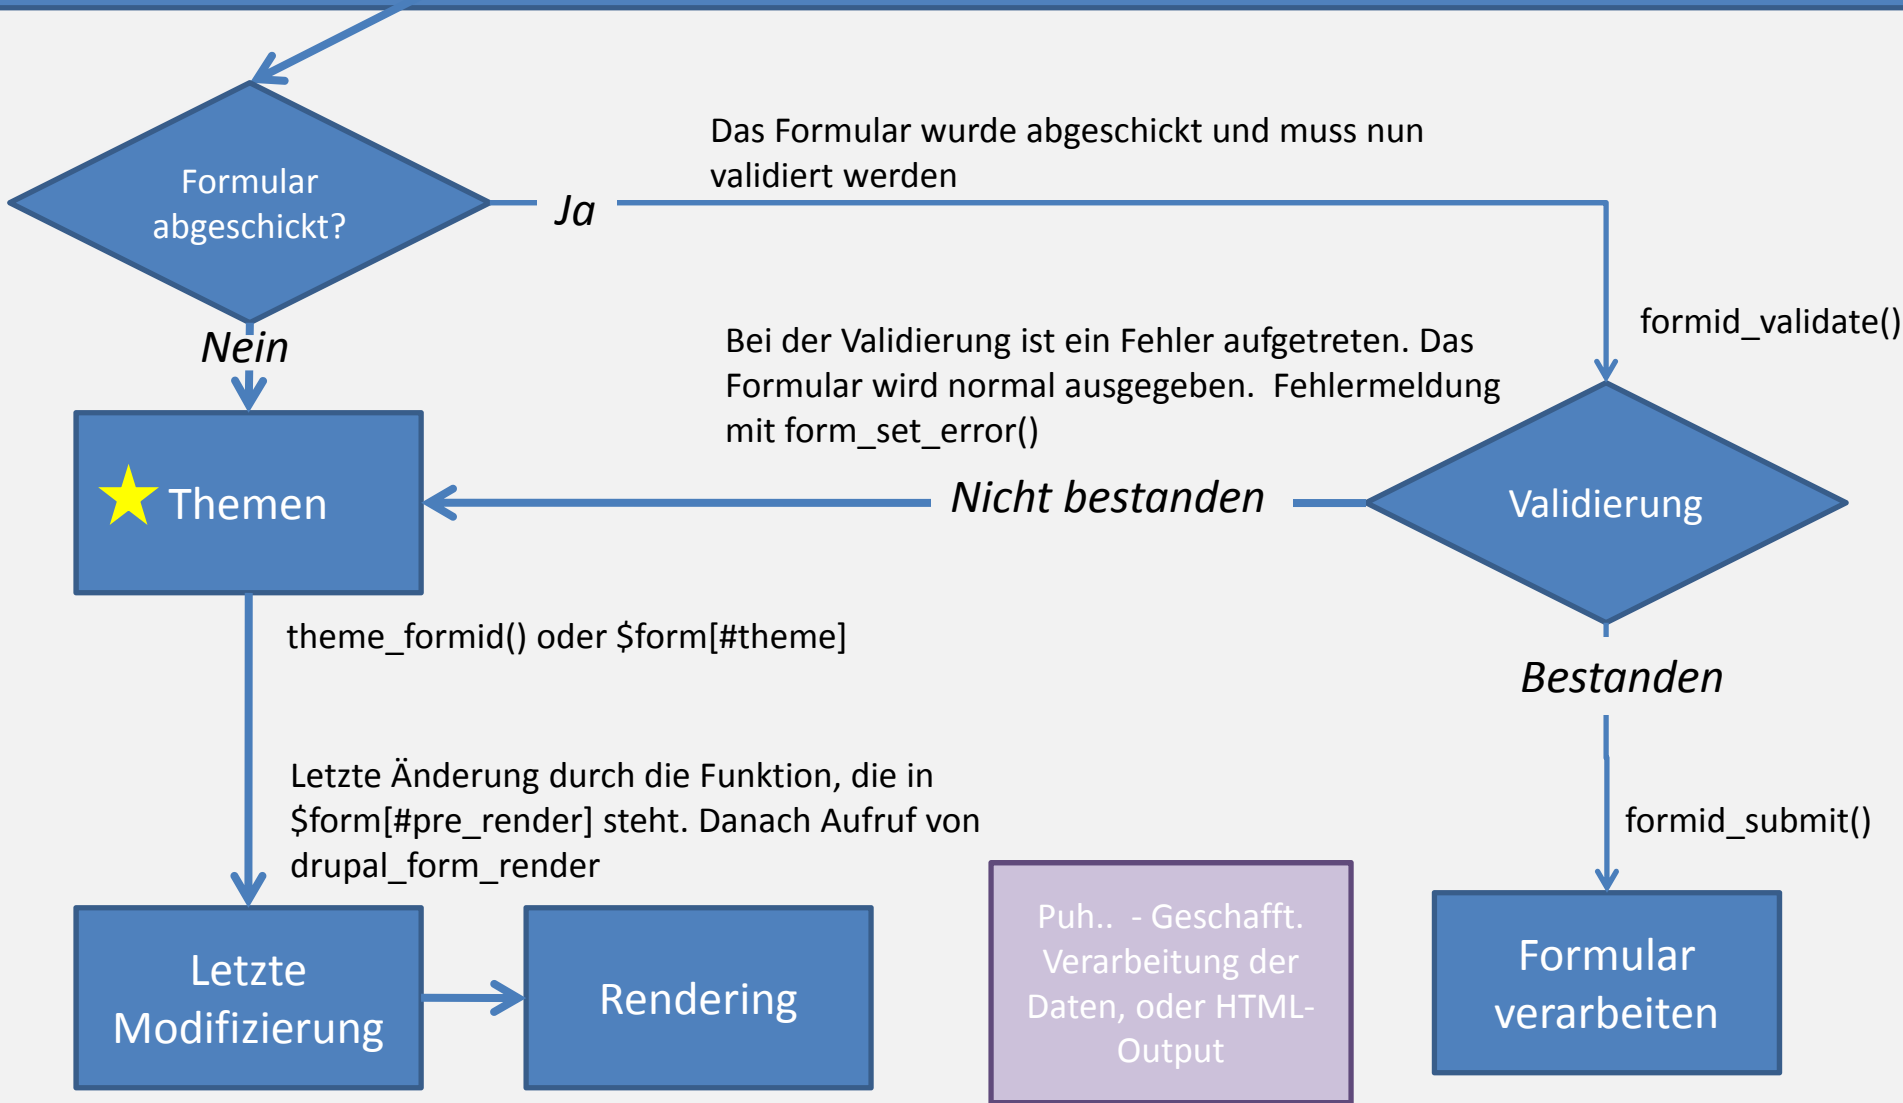 Formular
abgeschickt?
Ja
Das Formular wurde abgeschickt und muss nun
validiert werden
Nein
Bei der Validierung ist ein Fehler aufgetreten. Das
Formular wird normal ausgegeben.  Fehlermeldung
mit form_set_error()
formid_validate()
Themen
Nicht bestanden
Validierung
theme_formid() oder $form[#theme]
Bestanden
Letzte Änderung durch die Funktion, die in
$form[#pre_render] steht. Danach Aufruf von
drupal_form_render
formid_submit()
Letzte
Modifizierung
Rendering
Puh..  - Geschafft.
Verarbeitung der
Daten, oder HTML-
Output
Formular
verarbeiten